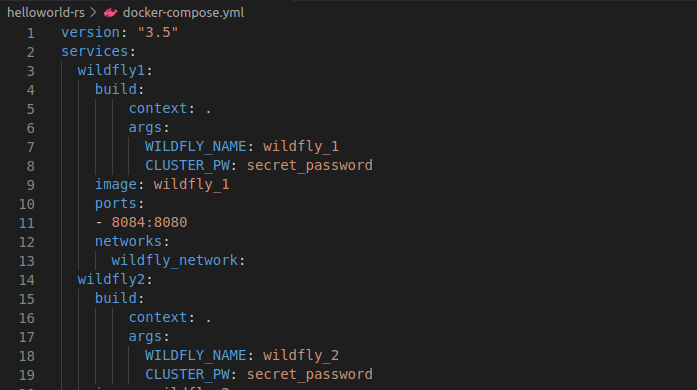 helloworld-rs > docker-compose.yml
1 version: "3.5"
2 services:
3   wildfly1:
4     build:
5         context: .
6         args:
7           WILDFLY_NAME: wildfly_1
8           CLUSTER_PW: secret_password
9     image: wildfly_1
10     ports:
11     - 8084:8080
12     networks:
13       wildfly_network:
14   wildfly2:
15     build:
16         context: .
17         args:
18           WILDFLY_NAME: wildfly_2
19           CLUSTER_PW: secret_password